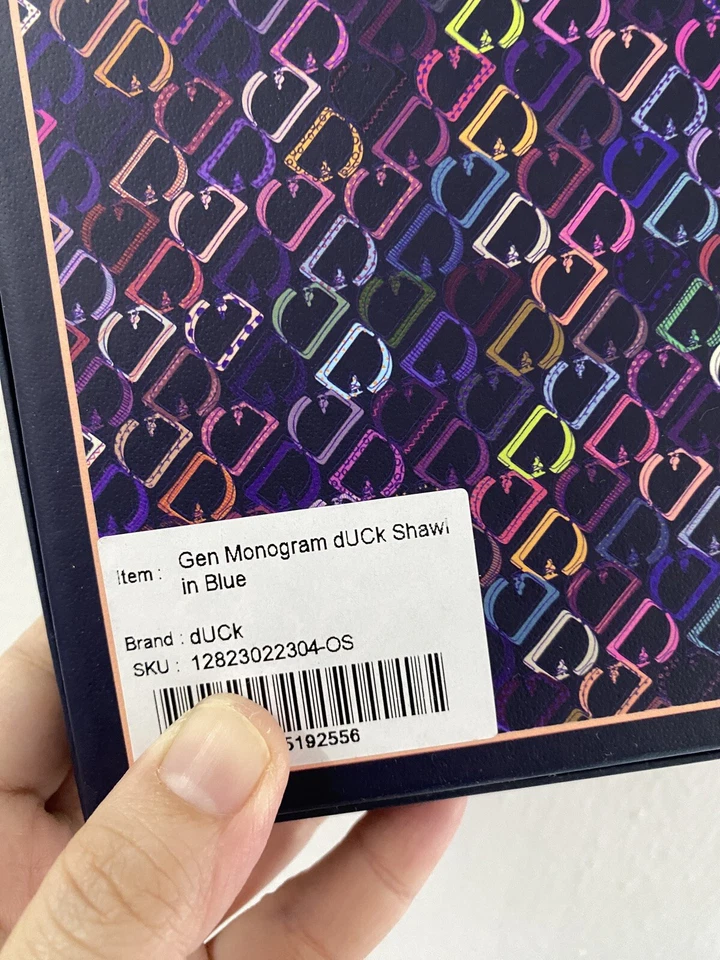 Item : Gen Monogram dUCk Shawl
in Blue
Brand : dUCk
SKU : 12823022304-OS
5192556